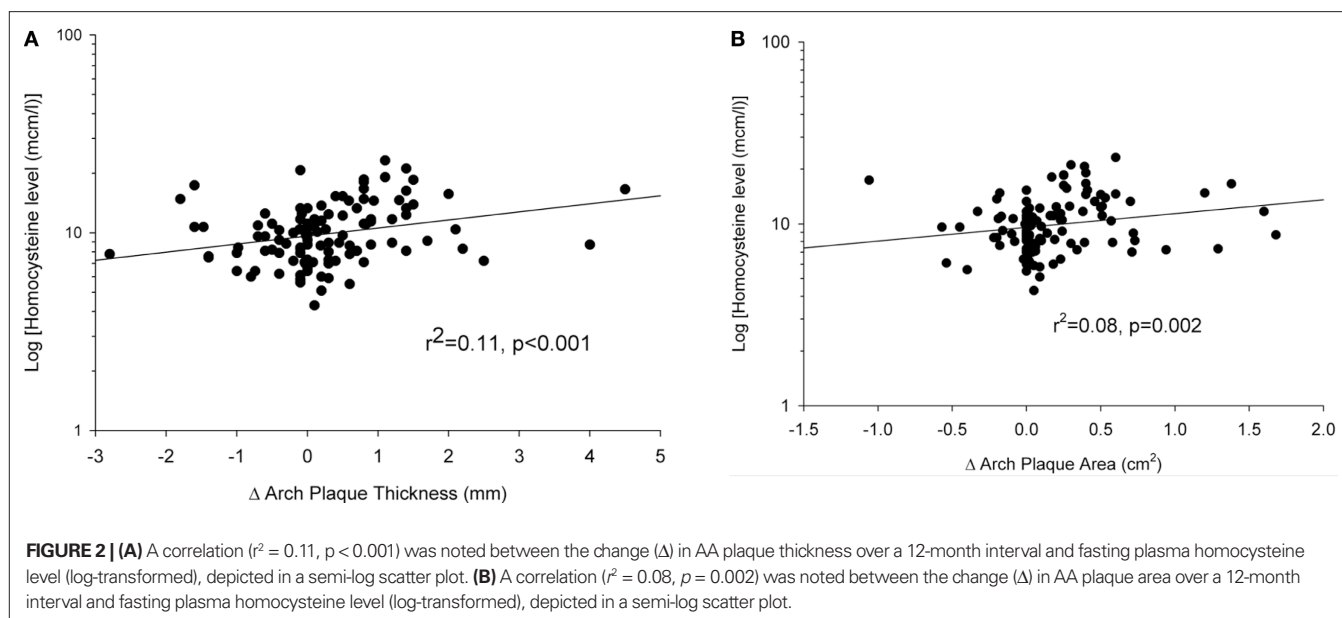 A
100
10
1
Log [Homocysteine level (mcm/l)]
r²=0.11, p<0.001
-3 -2 -1 0 1 2 3 4 5
Δ Arch Plaque Thickness (mm)
B
100
10
1
Log [Homocysteine level (mcm/l)]
r²=0.08, p=0.002
-1.5 -1.0 -0.5 0.0 0.5 1.0 1.5 2.0
Δ Arch Plaque Area (cm²)
FIGURE 2 | (A) A correlation (r² = 0.11, p < 0.001) was noted between the change (Δ) in AA plaque thickness over a 12-month interval and fasting plasma homocysteine
level (log-transformed), depicted in a semi-log scatter plot. (B) A correlation (r² = 0.08, p = 0.002) was noted between the change (Δ) in AA plaque area over a 12-month
interval and fasting plasma homocysteine level (log-transformed), depicted in a semi-log scatter plot.